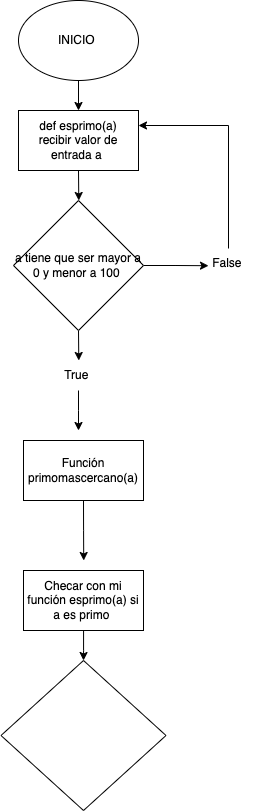 INICIO
def esprimo(a)
recibir valor de
entrada a
a tiene que ser mayor a
0 y menor a 100
False
True
Función
primomascercano(a)
Checar con mi
función esprimo(a) si
a es primo